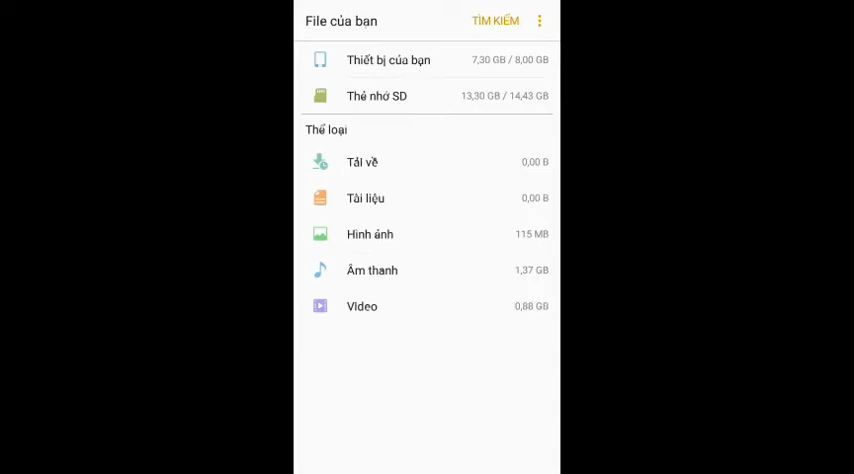 File của bạn TÌM KIẾM
Thiết bị của bạn 7,30 GB / 8,00 GB
Thẻ nhớ SD 13,30 GB / 14,43 GB
Thể loại
Tải về 0,00 B
Tài liệu 0,00 B
Hình ảnh 115 MB
Âm thanh 1,37 GB
Video 0,88 GB